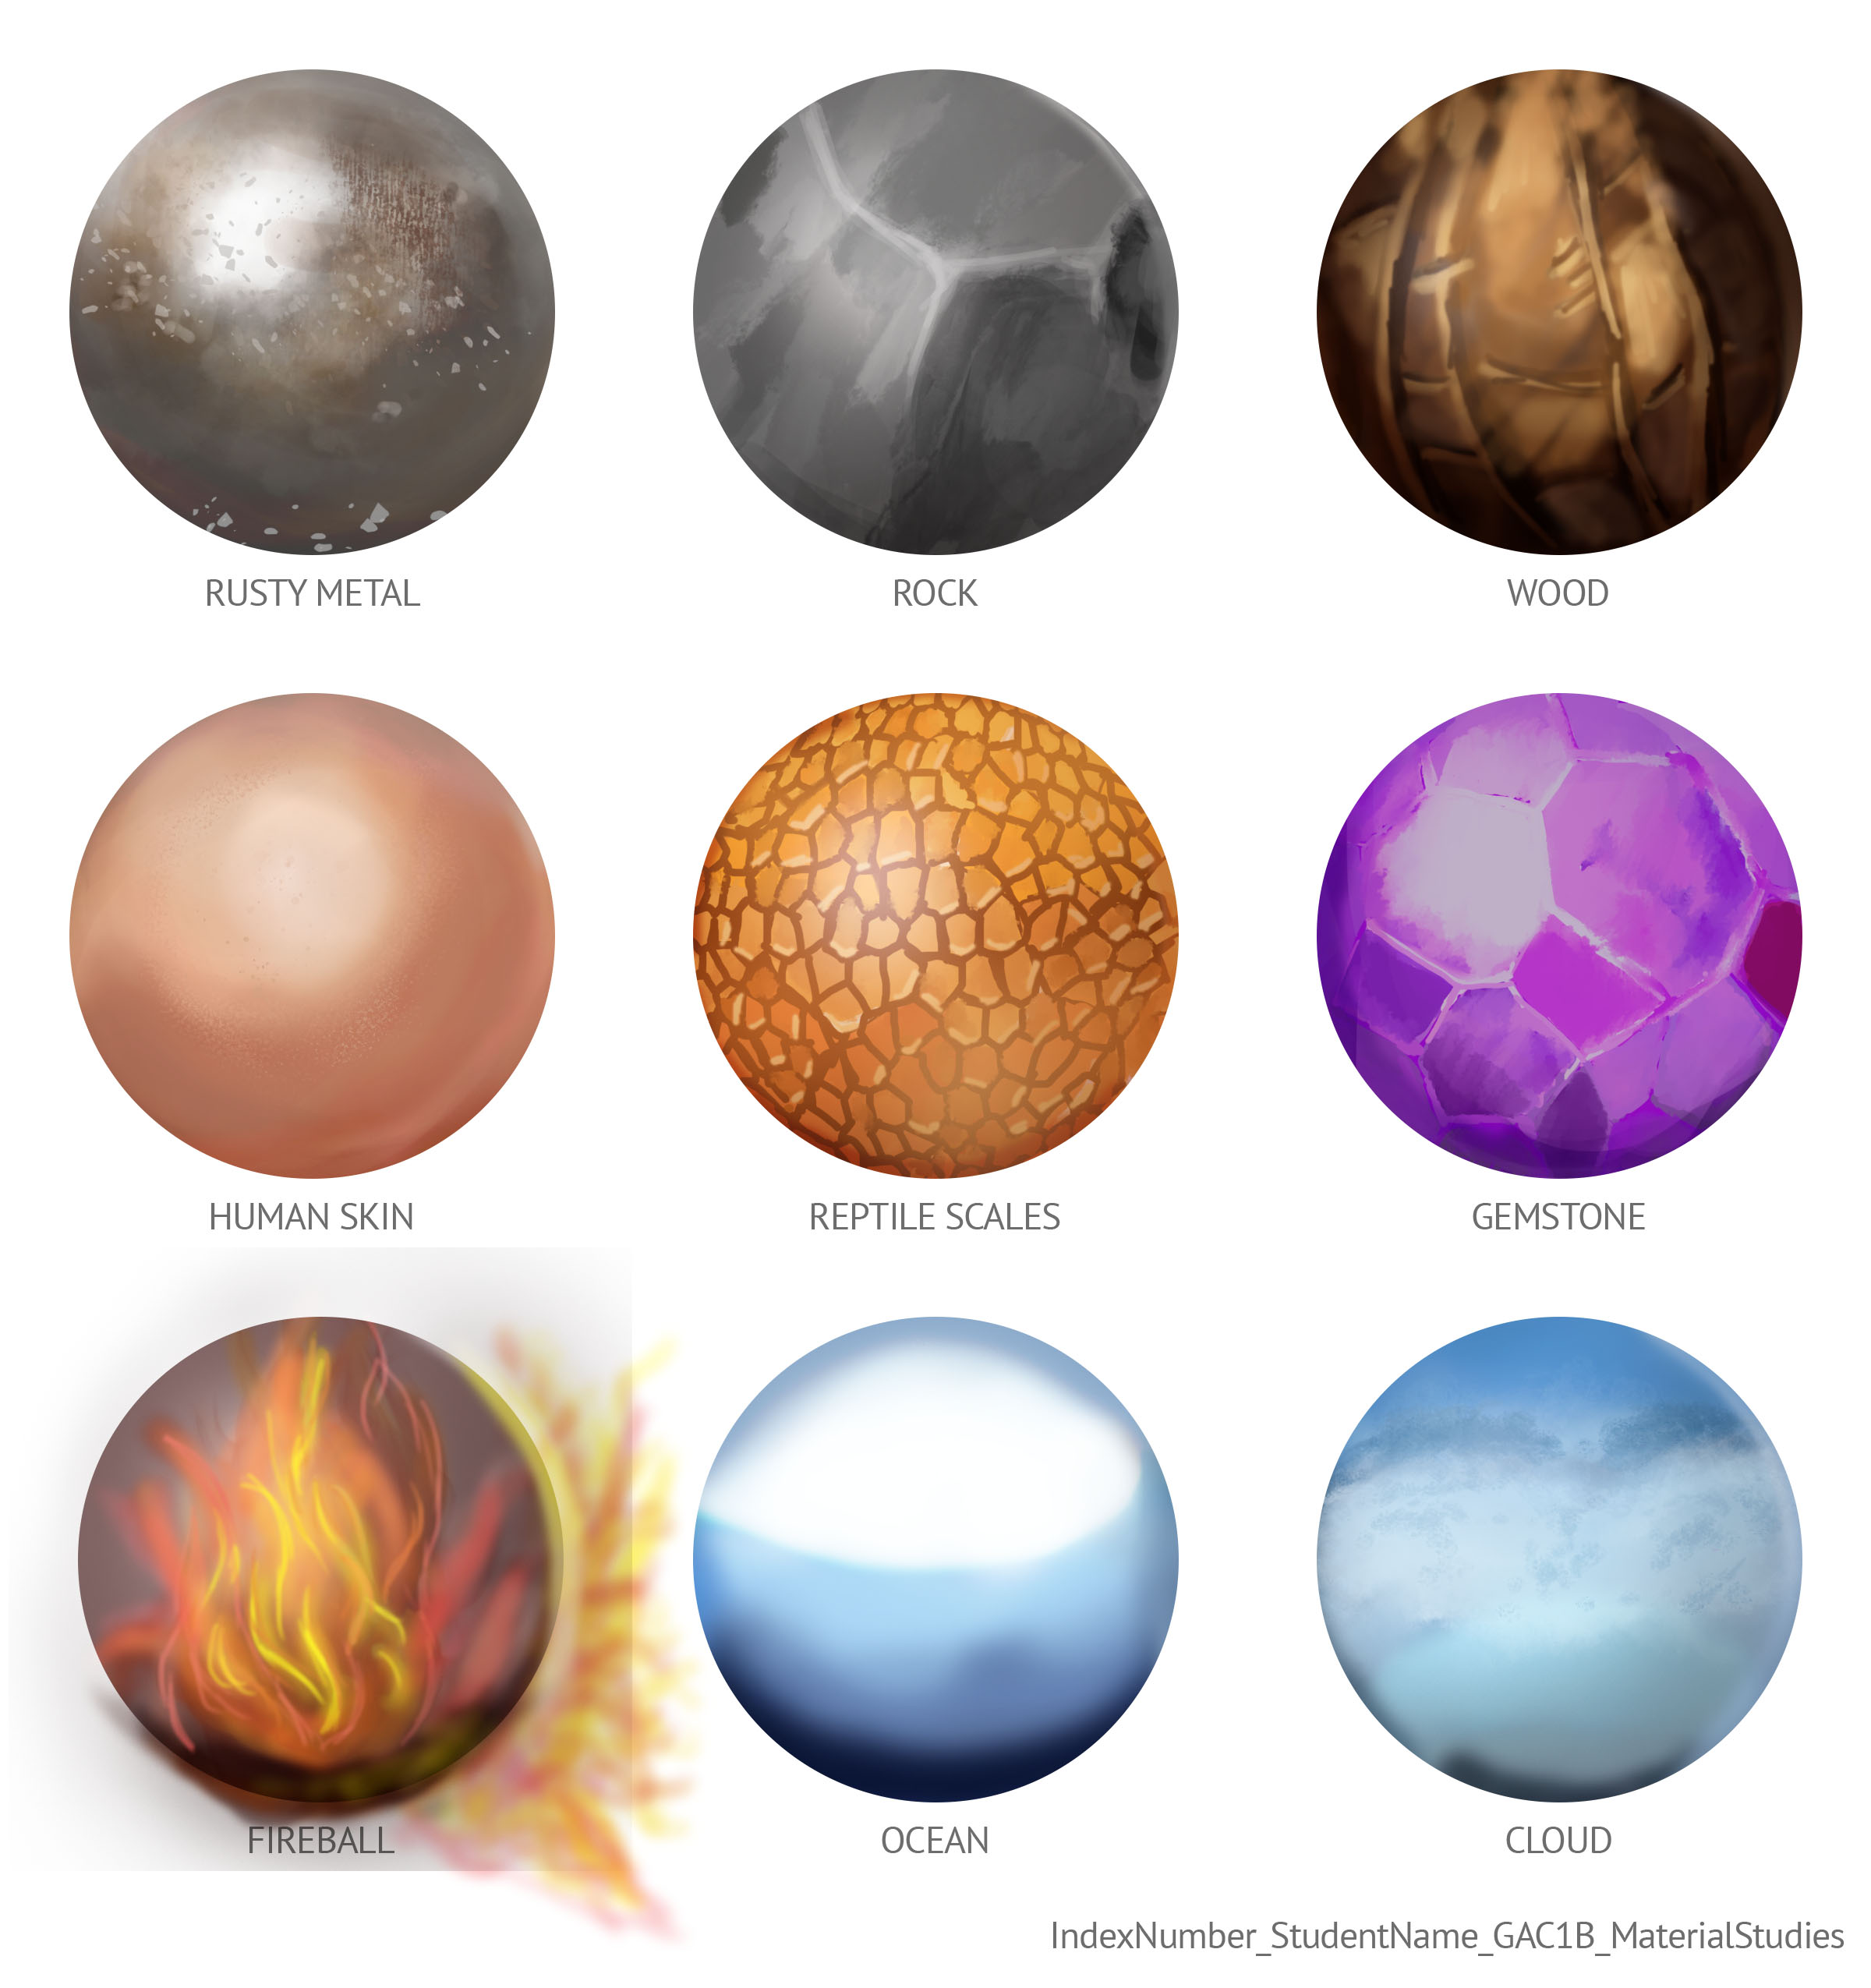 RUSTY METAL
ROCK
WOOD
HUMAN SKIN
REPTILE SCALES
GEMSTONE
FIREBALL
OCEAN
CLOUD
IndexNumber_StudentName_GAC1B_MaterialStudies